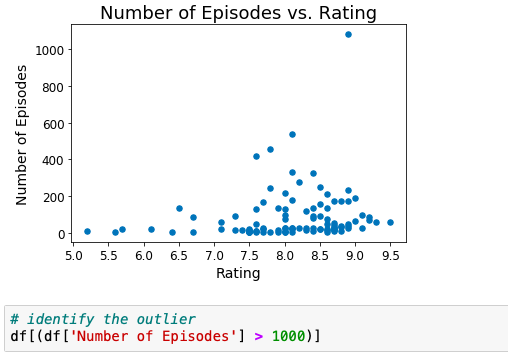 Number of Episodes vs. Rating
1000
800
600
400
200
0
Number of Episodes
5.0 5.5 6.0 6.5 7.0 7.5 8.0 8.5 9.0 9.5
Rating
# identify the outlier
df[(df['Number of Episodes'] > 1000)]